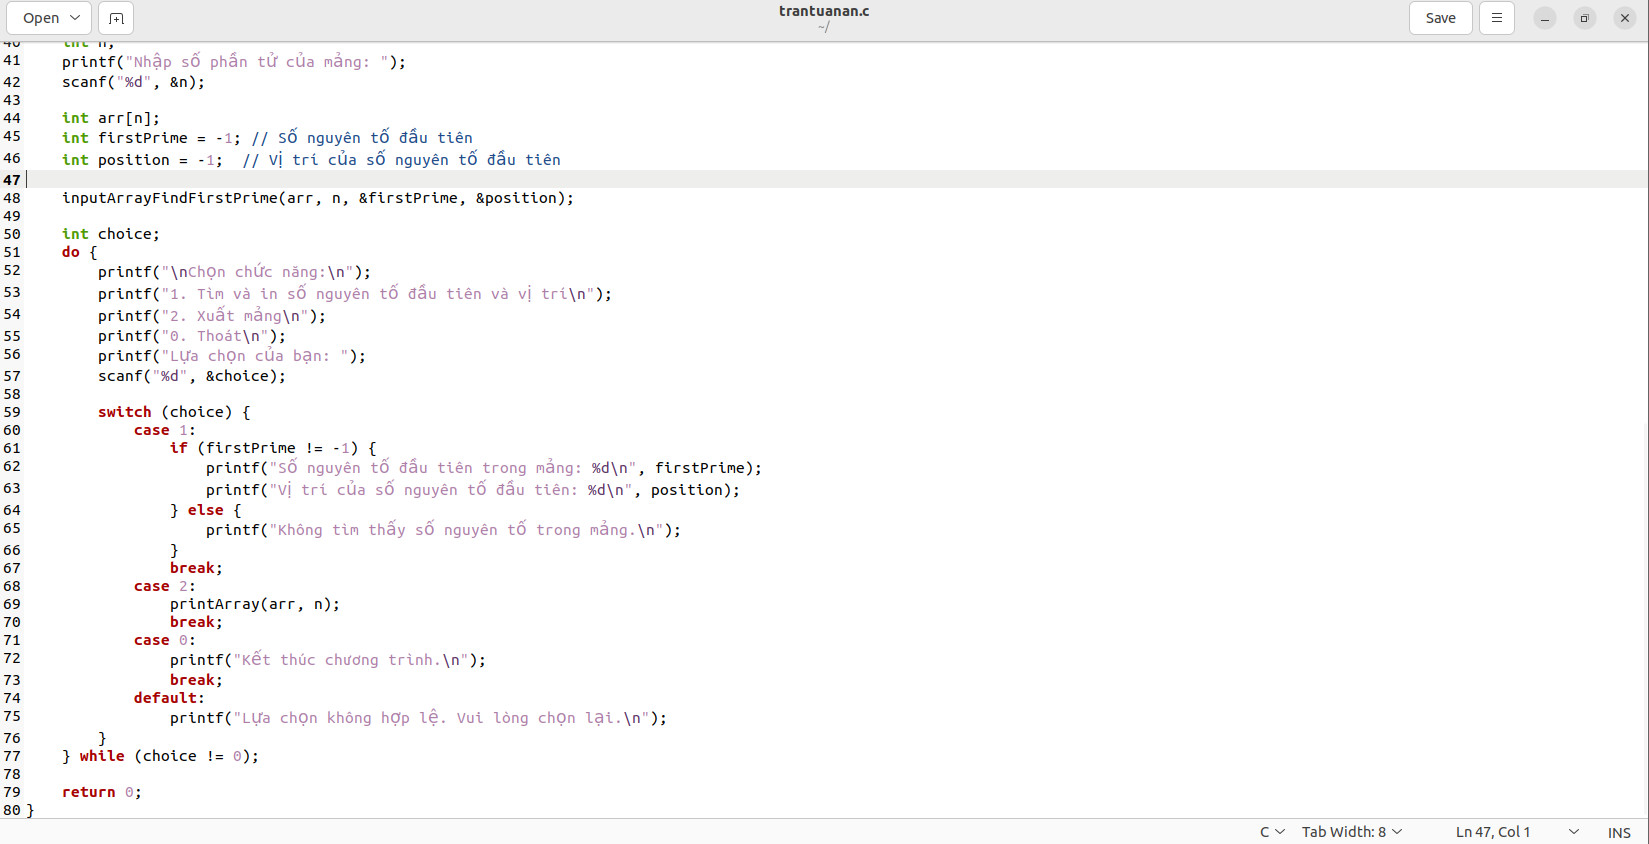 Open
trantuanan.c
~/
Save
40     int n;
41     printf("Nhập số phần tử của mảng: ");
42     scanf("%d", &n);
43
44     int arr[n];
45     int firstPrime = -1; // Số nguyên tố đầu tiên
46     int position = -1;  // Vị trí của số nguyên tố đầu tiên
47
48     inputArrayFindFirstPrime(arr, n, &firstPrime, &position);
49
50     int choice;
51     do {
52         printf("\nChọn chức năng:\n");
53         printf("1. Tìm và in số nguyên tố đầu tiên và vị trí\n");
54         printf("2. Xuất mảng\n");
55         printf("0. Thoát\n");
56         printf("Lựa chọn của bạn: ");
57         scanf("%d", &choice);
58
59         switch (choice) {
60             case 1:
61                 if (firstPrime != -1) {
62                     printf("Số nguyên tố đầu tiên trong mảng: %d\n", firstPrime);
63                     printf("Vị trí của số nguyên tố đầu tiên: %d\n", position);
64                 } else {
65                     printf("Không tìm thấy số nguyên tố trong mảng.\n");
66                 }
67                 break;
68             case 2:
69                 printArray(arr, n);
70                 break;
71             case 0:
72                 printf("Kết thúc chương trình.\n");
73                 break;
74             default:
75                 printf("Lựa chọn không hợp lệ. Vui lòng chọn lại.\n");
76         }
77     } while (choice != 0);
78
79     return 0;
80 }
C  Tab Width: 8  Ln 47, Col 1  INS